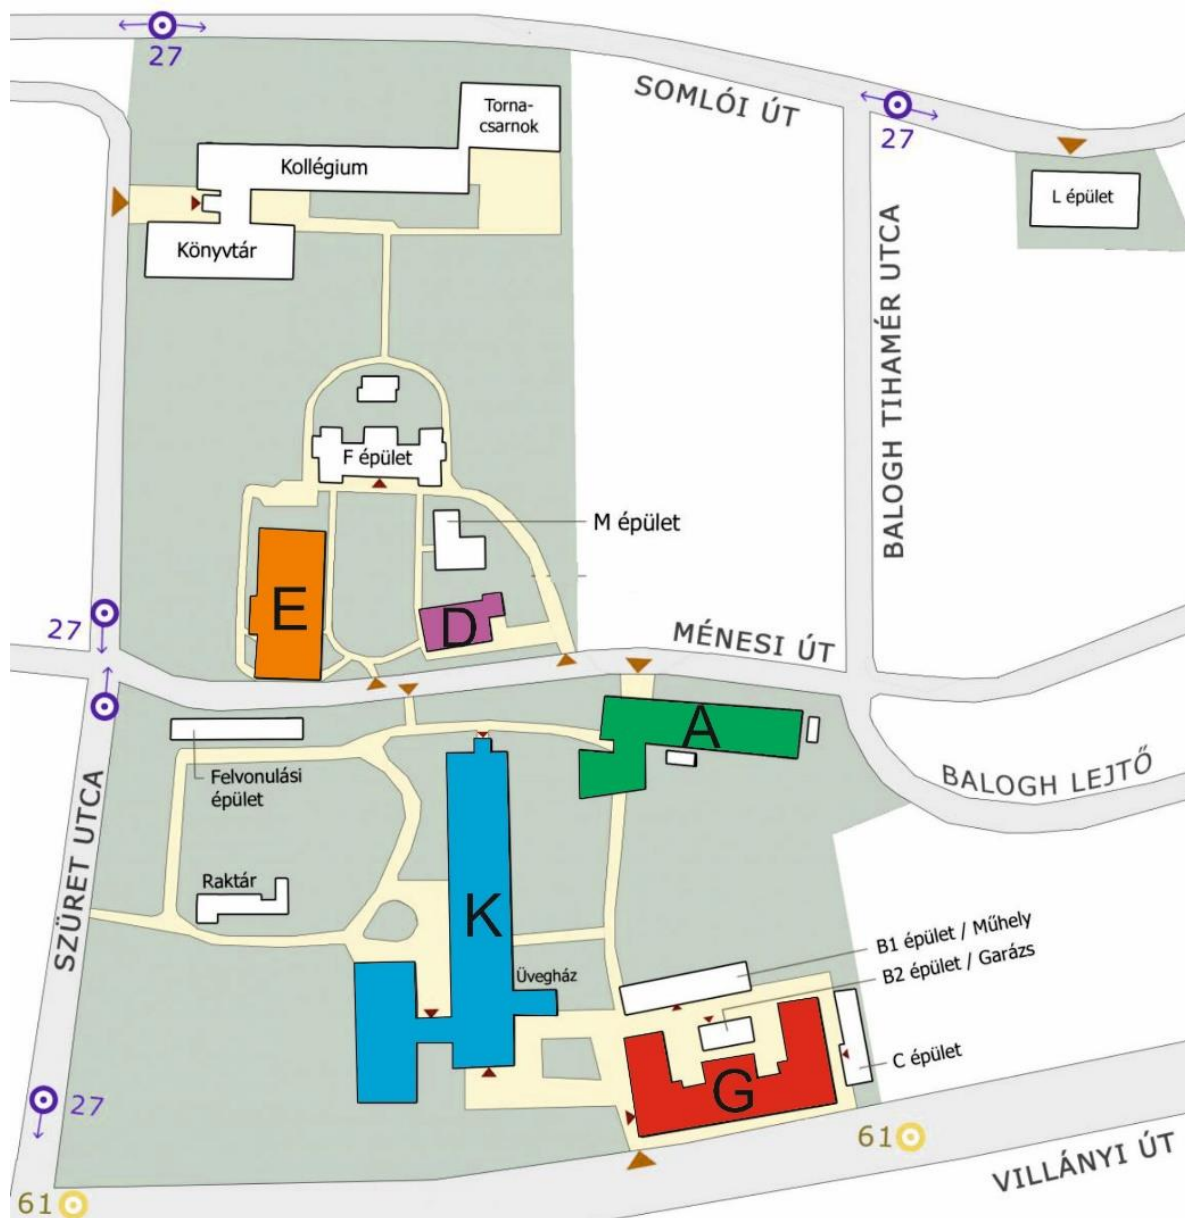 27
SOMLÓI ÚT
27
Torna-
csarnok
Kollégium
L épület
Könyvtár
BALOGH TIHAMÉR UTCA
F épület
M épület
E
D
27
MÉNESI ÚT
A
Felvonulási
épület
BALOGH LEJTŐ
SZÜRET UTCA
Raktár
K
B1 épület / Műhely
B2 épület / Garázs
Üvegház
C épület
G
27
61
VILLÁNYI ÚT
61